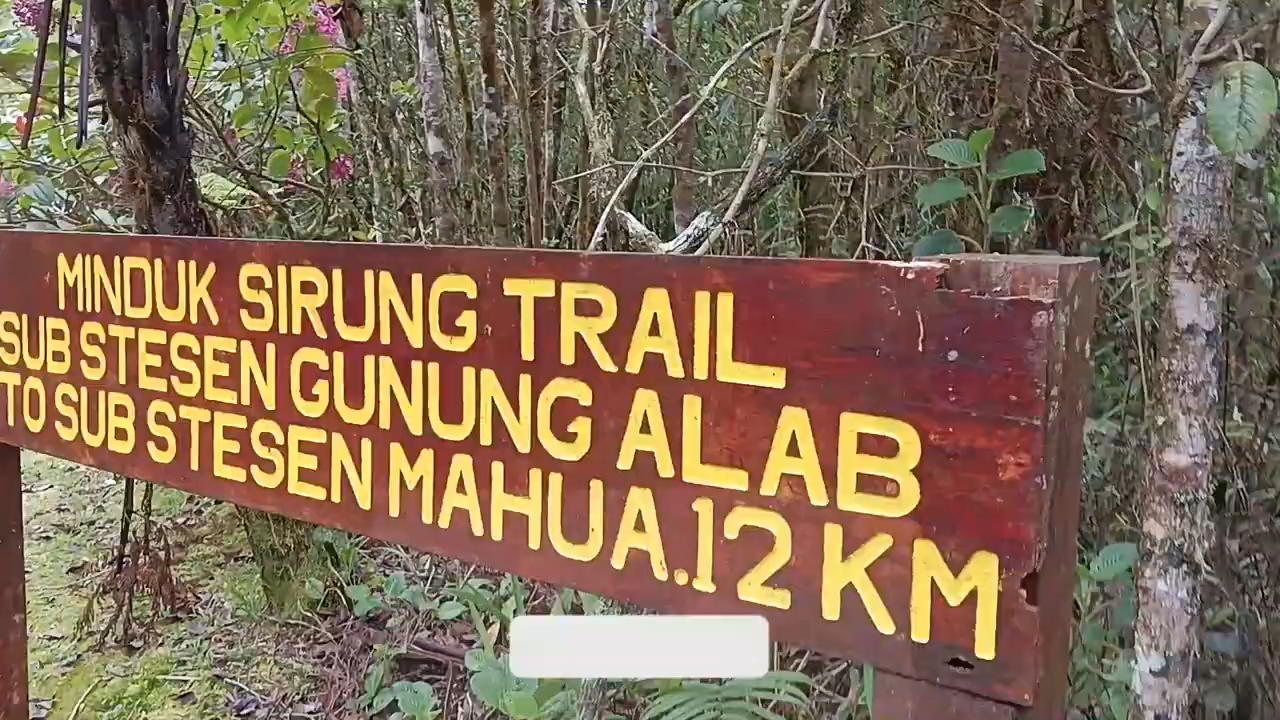 MINDUK SIRUNG TRAIL
SUB STESEN GUNUNG ALAB
TO SUB STESEN MAHUA.12 KM